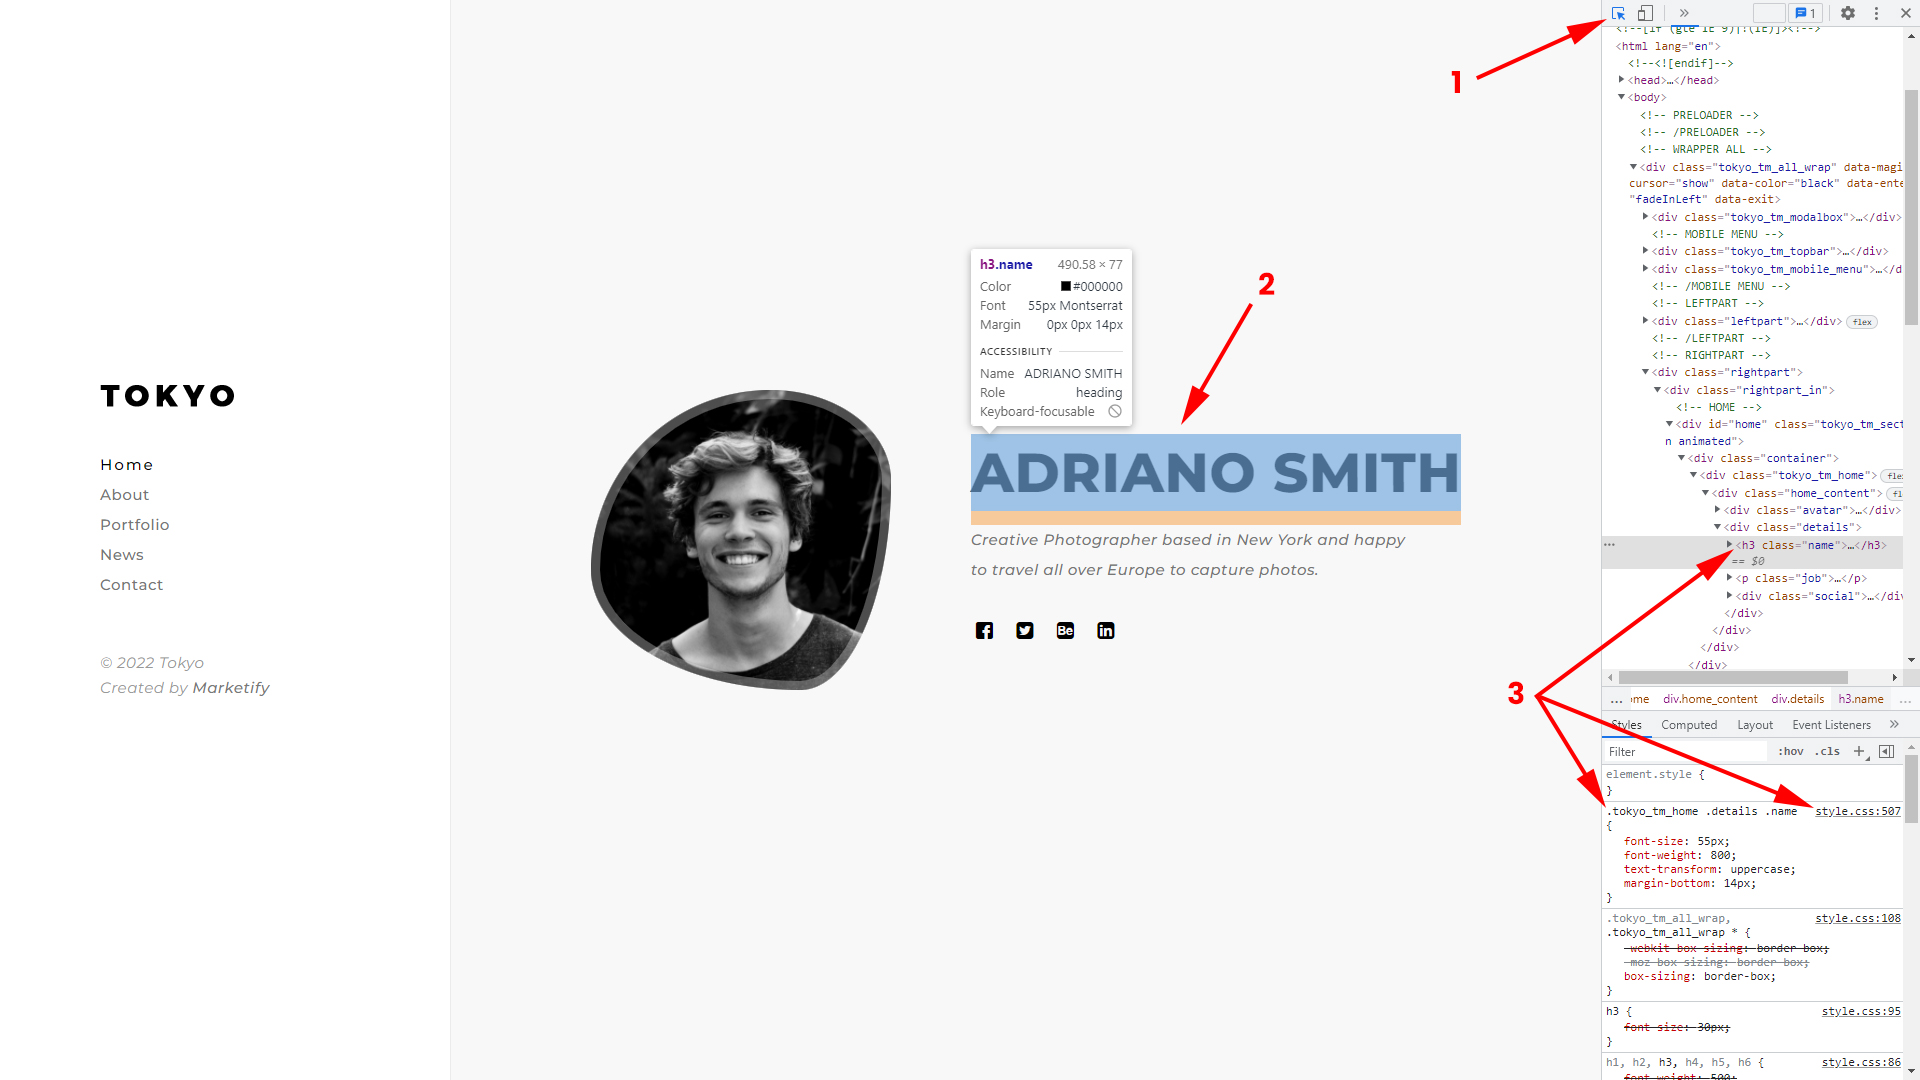 TOKYO
Home
About
Portfolio
News
Contact
© 2022 Tokyo
Created by Marketify
1
2
3
h3.name 490.58 × 77
Color #000000
Font 55px Montserrat
Margin 0px 0px 14px
ACCESSIBILITY
Name ADRIANO SMITH
Role heading
Keyboard-focusable
ADRIANO SMITH
Creative Photographer based in New York and happy
to travel all over Europe to capture photos.
Be
in
» 1
<!--[if (gte IE 9)|!(IE)]><!-->
<html lang="en">
<!--<![endif]-->
<head>…</head>
<body>
<!-- PRELOADER -->
<!-- /PRELOADER -->
<!-- WRAPPER ALL -->
<div class="tokyo_tm_all_wrap" data-magi
cursor="show" data-color="black" data-ente
"fadeInLeft" data-exit>
<div class="tokyo_tm_modalbox">…</div>
<!-- MOBILE MENU -->
<div class="tokyo_tm_topbar">…</div>
<div class="tokyo_tm_mobile_menu">…</d
<!-- /MOBILE MENU -->
<!-- LEFTPART -->
<div class="leftpart">…</div> flex
<!-- /LEFTPART -->
<!-- RIGHTPART -->
<div class="rightpart">
<div class="rightpart_in">
<!-- HOME -->
<div id="home" class="tokyo_tm_sect
n animated">
<div class="container">
<div class="tokyo_tm_home"> fle
<div class="home_content"> fl
<div class="avatar">…</div>
<div class="details">
… <h3 class="name">…</h3>
== $0
<p class="job">…</p>
<div class="social">…</div
</div>
</div>
</div>
</div>
… ome div.home_content div.details h3.name …
Styles Computed Layout Event Listeners »
Filter :hov .cls +
element.style {
}
.tokyo_tm_home .details .name style.css:507
{
font-size: 55px;
font-weight: 800;
text-transform: uppercase;
margin-bottom: 14px;
}
.tokyo_tm_all_wrap, style.css:108
.tokyo_tm_all_wrap * {
-webkit-box-sizing: border-box;
-moz-box-sizing: border-box;
box-sizing: border-box;
}
h3 { style.css:95
font-size: 30px;
}
h1, h2, h3, h4, h5, h6 { style.css:86
font-weight: 500;